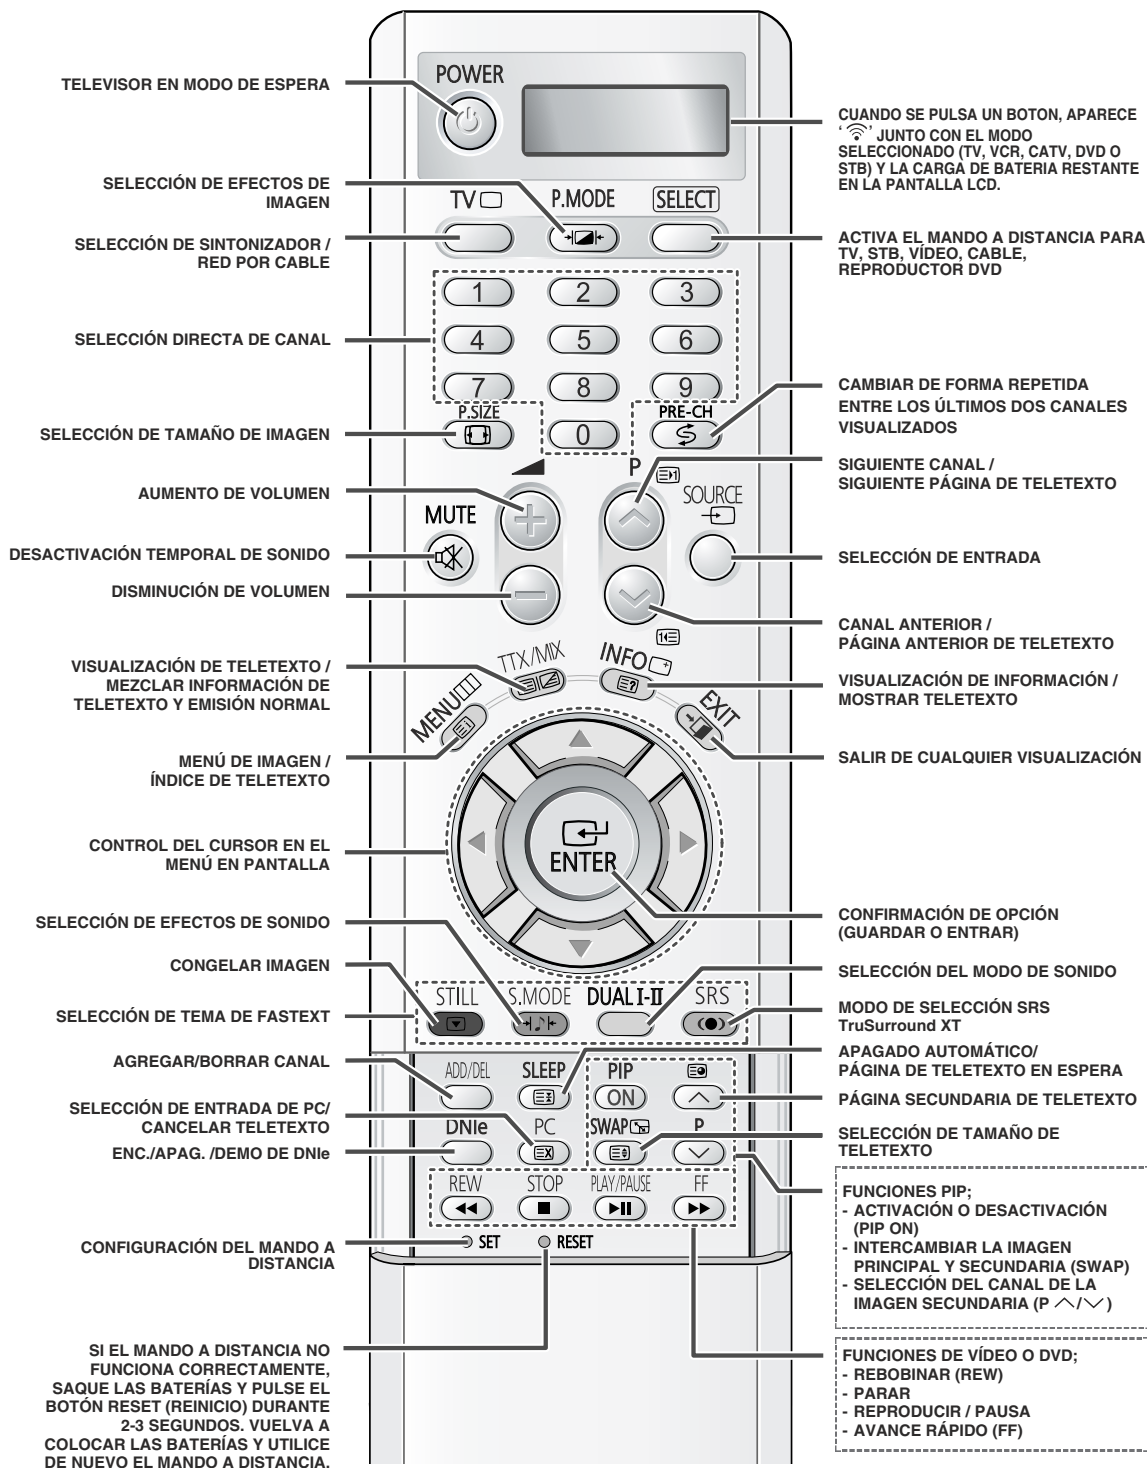 TELEVISOR EN MODO DE ESPERA
SELECCIÓN DE EFECTOS DE
IMAGEN
SELECCIÓN DE SINTONIZADOR /
RED POR CABLE
SELECCIÓN DIRECTA DE CANAL
SELECCIÓN DE TAMAÑO DE IMAGEN
AUMENTO DE VOLUMEN
DESACTIVACIÓN TEMPORAL DE SONIDO
DISMINUCIÓN DE VOLUMEN
VISUALIZACIÓN DE TELETEXTO /
MEZCLAR INFORMACIÓN DE
TELETEXTO Y EMISIÓN NORMAL
MENÚ DE IMAGEN /
ÍNDICE DE TELETEXTO
CONTROL DEL CURSOR EN EL
MENÚ EN PANTALLA
SELECCIÓN DE EFECTOS DE SONIDO
CONGELAR IMAGEN
SELECCIÓN DE TEMA DE FASTEXT
AGREGAR/BORRAR CANAL
SELECCIÓN DE ENTRADA DE PC/
CANCELAR TELETEXTO
ENC./APAG. /DEMO DE DNIe
CONFIGURACIÓN DEL MANDO A
DISTANCIA
SI EL MANDO A DISTANCIA NO
FUNCIONA CORRECTAMENTE,
SAQUE LAS BATERÍAS Y PULSE EL
BOTÓN RESET (REINICIO) DURANTE
2-3 SEGUNDOS. VUELVA A
COLOCAR LAS BATERÍAS Y UTILICE
DE NUEVO EL MANDO A DISTANCIA.
POWER
TV P.MODE SELECT
1 2 3
4 5 6
7 8 9
P.SIZE 0 PRE-CH
P
MUTE SOURCE
TTX/MIX INFO
MENU EXIT
ENTER
STILL S.MODE DUAL I-II SRS
ADD/DEL SLEEP PIP
ON
DNIe PC SWAP P
REW STOP PLAY/PAUSE FF
SET RESET
CUANDO SE PULSA UN BOTON, APARECE
‘ ’ JUNTO CON EL MODO
SELECCIONADO (TV, VCR, CATV, DVD O
STB) Y LA CARGA DE BATERIA RESTANTE
EN LA PANTALLA LCD.
ACTIVA EL MANDO A DISTANCIA PARA
TV, STB, VÍDEO, CABLE,
REPRODUCTOR DVD
CAMBIAR DE FORMA REPETIDA
ENTRE LOS ÚLTIMOS DOS CANALES
VISUALIZADOS
SIGUIENTE CANAL /
SIGUIENTE PÁGINA DE TELETEXTO
SELECCIÓN DE ENTRADA
CANAL ANTERIOR /
PÁGINA ANTERIOR DE TELETEXTO
VISUALIZACIÓN DE INFORMACIÓN /
MOSTRAR TELETEXTO
SALIR DE CUALQUIER VISUALIZACIÓN
CONFIRMACIÓN DE OPCIÓN
(GUARDAR O ENTRAR)
SELECCIÓN DEL MODO DE SONIDO
MODO DE SELECCIÓN SRS
TruSurround XT
APAGADO AUTOMÁTICO/
PÁGINA DE TELETEXTO EN ESPERA
PÁGINA SECUNDARIA DE TELETEXTO
SELECCIÓN DE TAMAÑO DE
TELETEXTO
FUNCIONES PIP;
- ACTIVACIÓN O DESACTIVACIÓN
(PIP ON)
- INTERCAMBIAR LA IMAGEN
PRINCIPAL Y SECUNDARIA (SWAP)
- SELECCIÓN DEL CANAL DE LA
IMAGEN SECUNDARIA (P ︿/﹀)
FUNCIONES DE VÍDEO O DVD;
- REBOBINAR (REW)
- PARAR
- REPRODUCIR / PAUSA
- AVANCE RÁPIDO (FF)